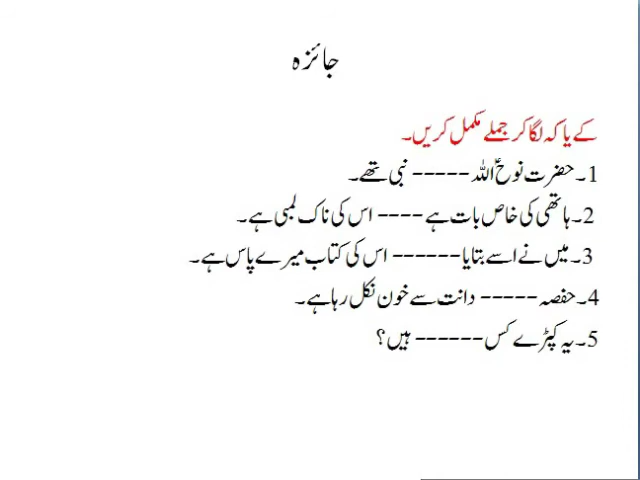 جائزہ
کے یا کہ لگا کر جملے مکمل کریں۔
1۔ حضرت نوحؑ اللہ ----- نبی تھے۔
2۔ ہاتھی کی خاص بات ہے ---- اس کی ناک لمبی ہے۔
3۔ میں نے اسے بتایا ------ اس کی کتاب میرے پاس ہے۔
4۔ حفصہ ----- دانت سے خون نکل رہا ہے۔
5۔ یہ کپڑے کس ------ ہیں؟